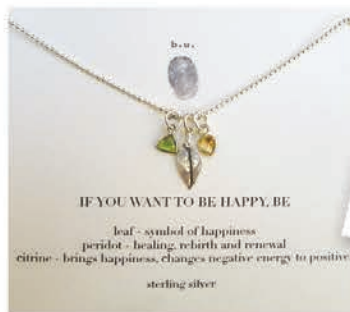 b.u.
IF YOU WANT TO BE HAPPY, BE
leaf - symbol of happiness
peridot - healing, rebirth and renewal
citrine - brings happiness, changes negative energy to positive
sterling silver